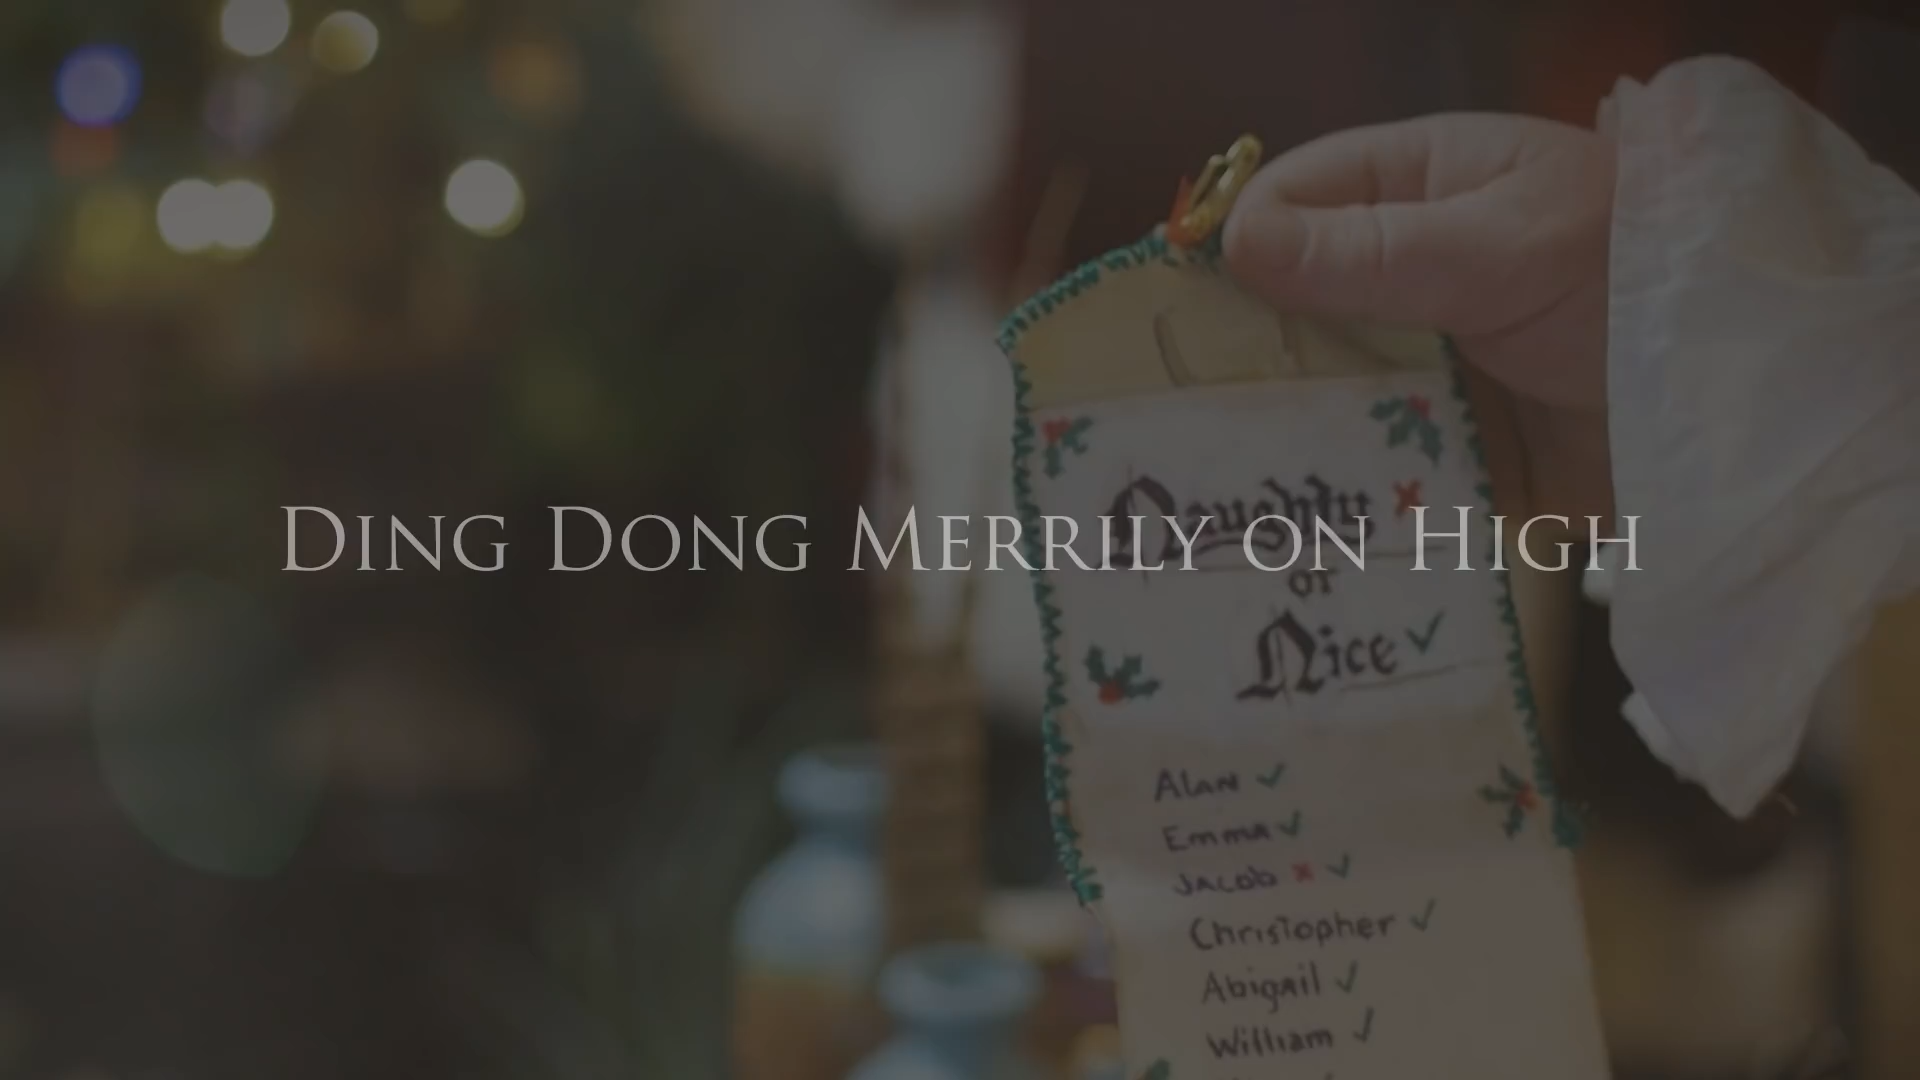 Ding Dong Merrily on High
Naughty x
or
Nice ✓
Alan ✓
Emma ✓
Jacob x ✓
Christopher ✓
Abigail ✓
William ✓